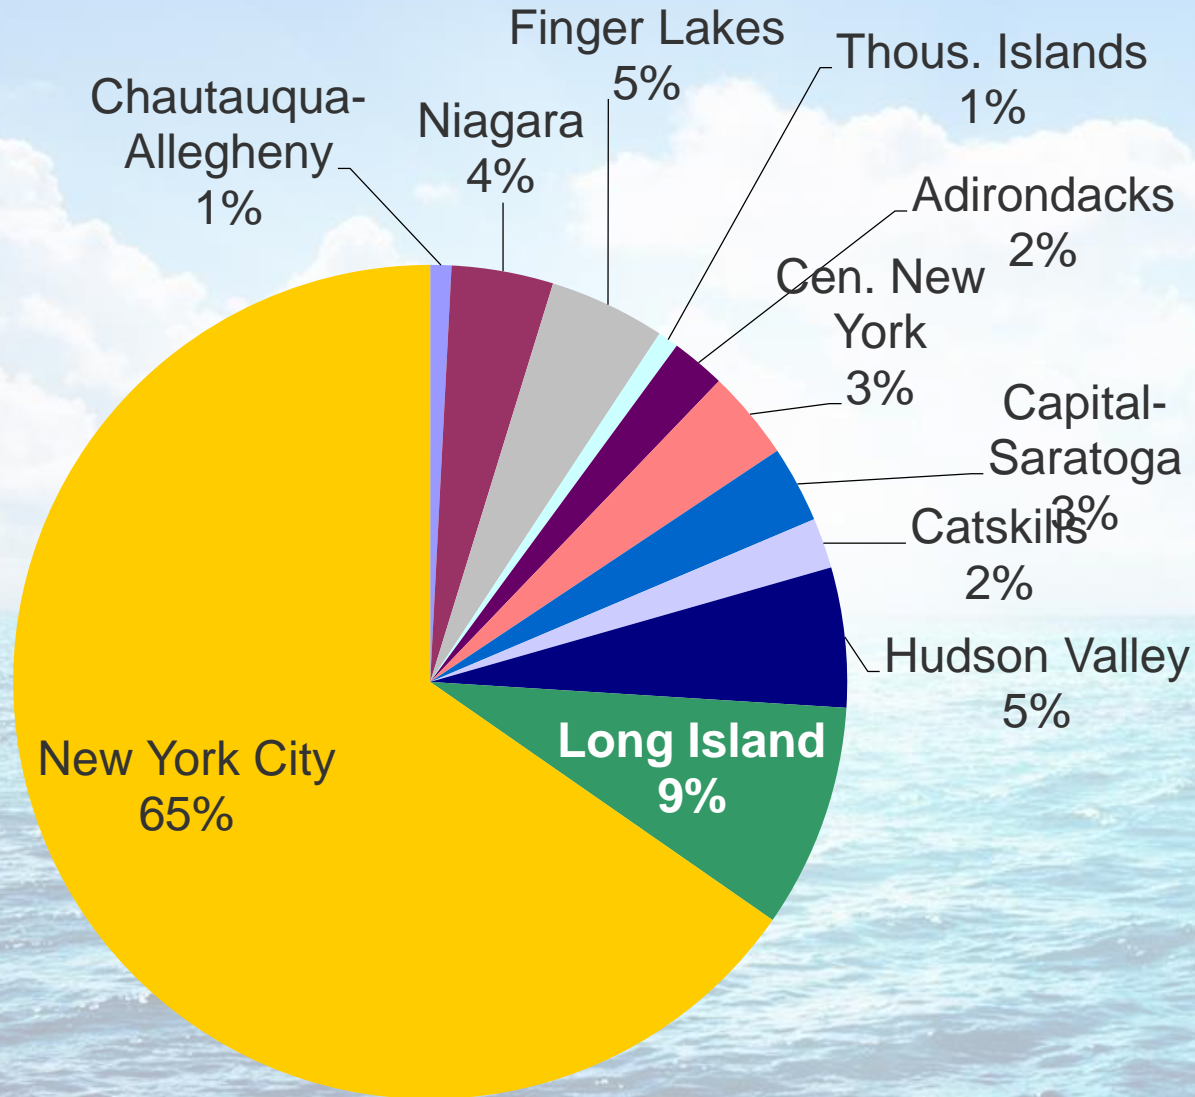 Finger Lakes
5%
Thous. Islands
1%
Chautauqua-
Allegheny
1%
Niagara
4%
Adirondacks
2%
Cen. New
York
3%
Capital-
Saratoga
3%
Catskills
2%
Hudson Valley
5%
Long Island
9%
New York City
65%